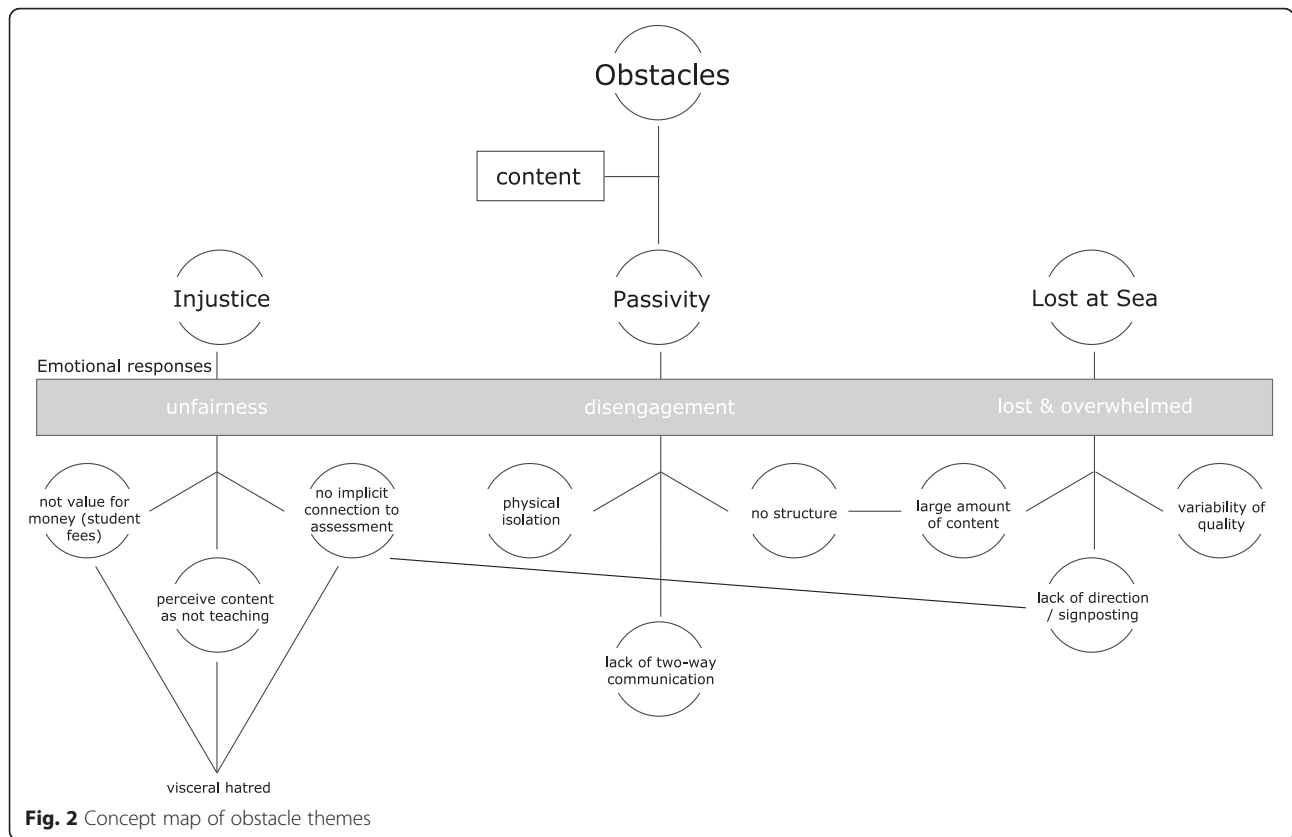 Obstacles
content
Injustice
Passivity
Lost at Sea
Emotional responses
unfairness
disengagement
lost & overwhelmed
not value for
money (student
fees)
no implicit
connection to
assessment
physical
isolation
no structure
large amount
of content
variability of
quality
perceive content
as not teaching
lack of direction
/ signposting
lack of two-way
communication
visceral hatred
Fig. 2 Concept map of obstacle themes